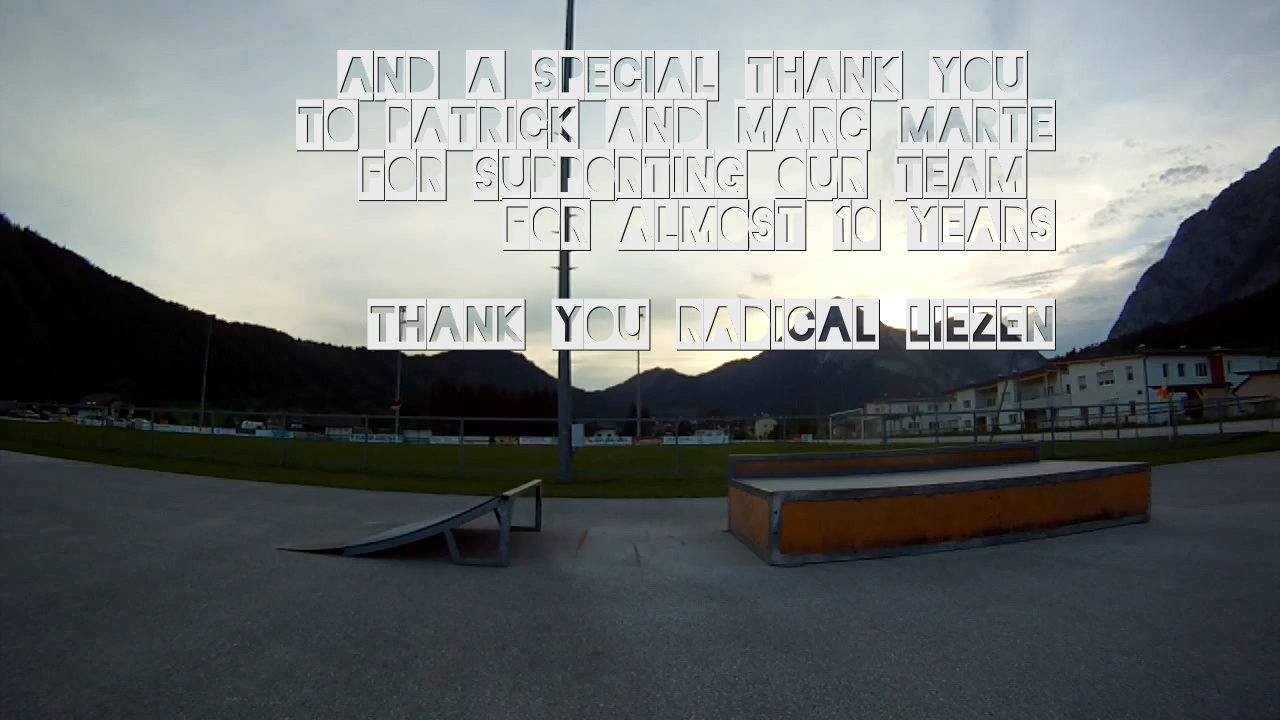 AND A SPECIAL THANK YOU
TO PATRICK AND MARC MARTE
FOR SUPPORTING OUR TEAM
FOR ALMOST 10 YEARS
THANK YOU RADICAL LIEZEN